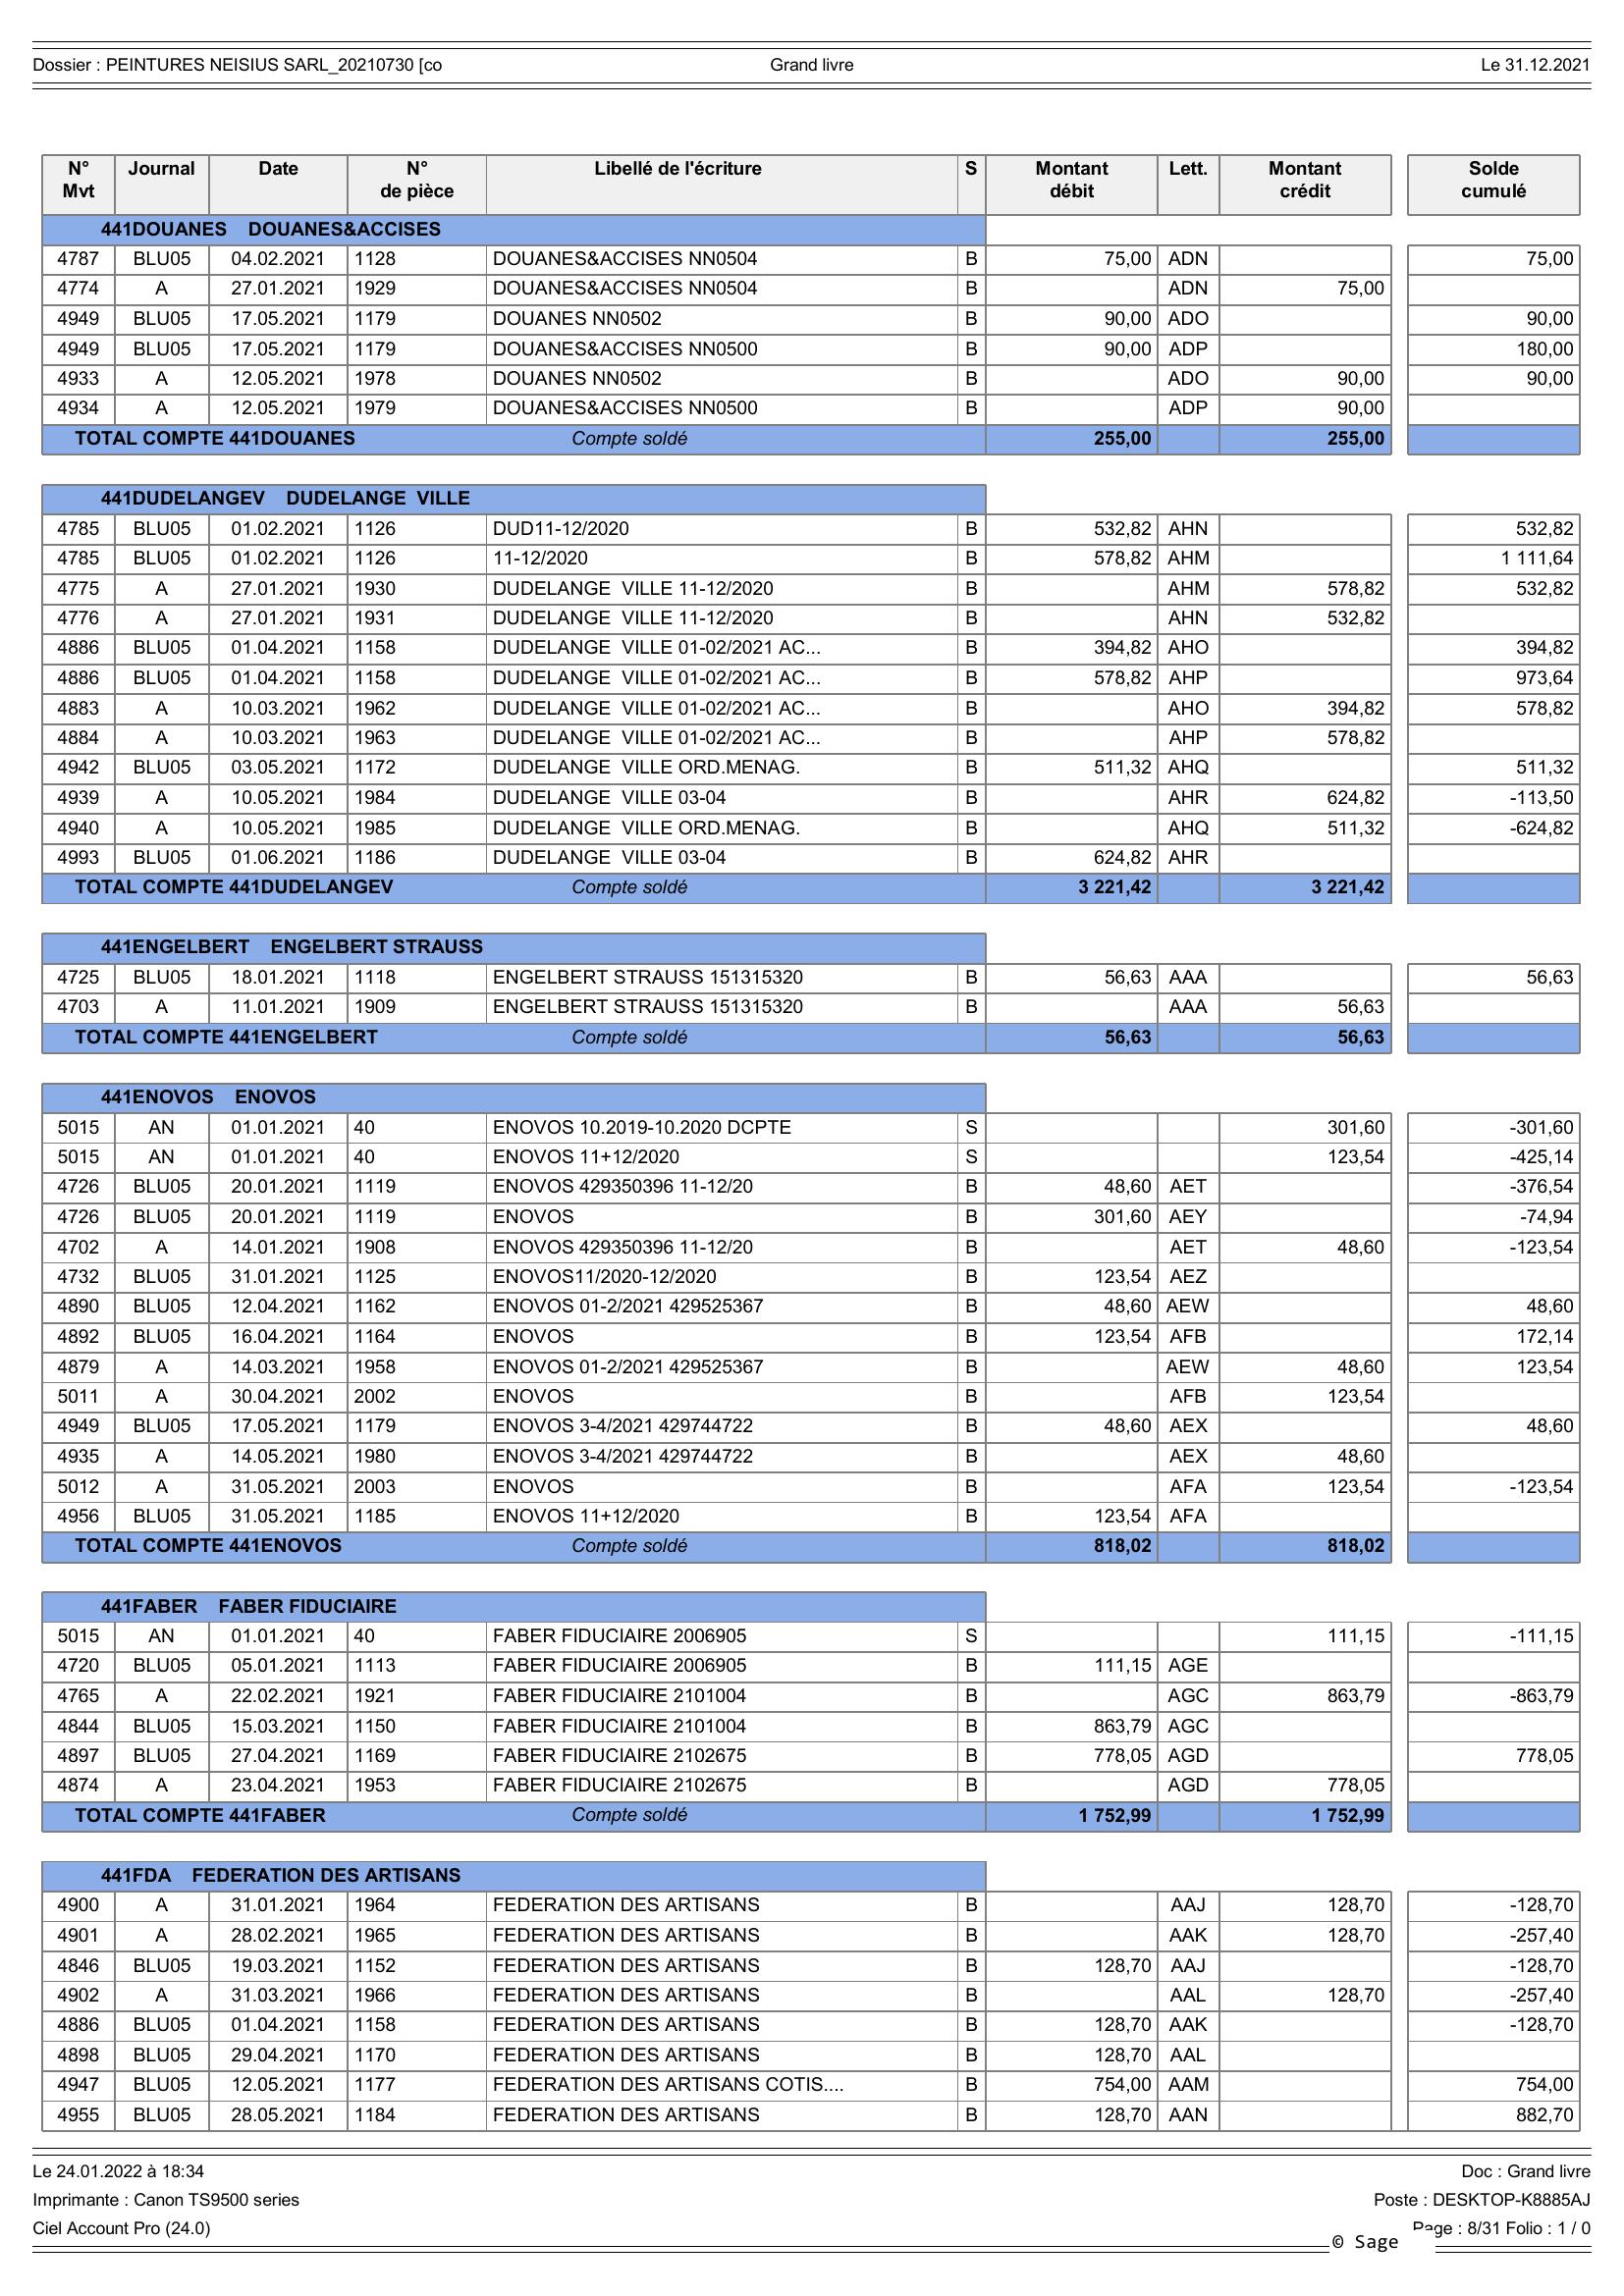 Dossier : PEINTURES NEISIUS SARL_20210730 [co Grand livre Le 31.12.2021
N° Mvt Journal Date N° de pièce Libellé de l'écriture S Montant débit Lett. Montant crédit Solde cumulé
441DOUANES DOUANES&ACCISES
4787 BLU05 04.02.2021 1128 DOUANES&ACCISES NN0504 B 75,00 ADN 75,00
4774 A 27.01.2021 1929 DOUANES&ACCISES NN0504 B ADN 75,00
4949 BLU05 17.05.2021 1179 DOUANES NN0502 B 90,00 ADO 90,00
4949 BLU05 17.05.2021 1179 DOUANES&ACCISES NN0500 B 90,00 ADP 180,00
4933 A 12.05.2021 1978 DOUANES NN0502 B ADO 90,00 90,00
4934 A 12.05.2021 1979 DOUANES&ACCISES NN0500 B ADP 90,00
TOTAL COMPTE 441DOUANES Compte soldé 255,00 255,00
441DUDELANGEV DUDELANGE VILLE
4785 BLU05 01.02.2021 1126 DUD11-12/2020 B 532,82 AHN 532,82
4785 BLU05 01.02.2021 1126 11-12/2020 B 578,82 AHM 1 111,64
4775 A 27.01.2021 1930 DUDELANGE VILLE 11-12/2020 B AHM 578,82 532,82
4776 A 27.01.2021 1931 DUDELANGE VILLE 11-12/2020 B AHN 532,82
4886 BLU05 01.04.2021 1158 DUDELANGE VILLE 01-02/2021 AC... B 394,82 AHO 394,82
4886 BLU05 01.04.2021 1158 DUDELANGE VILLE 01-02/2021 AC... B 578,82 AHP 973,64
4883 A 10.03.2021 1962 DUDELANGE VILLE 01-02/2021 AC... B AHO 394,82 578,82
4884 A 10.03.2021 1963 DUDELANGE VILLE 01-02/2021 AC... B AHP 578,82
4942 BLU05 03.05.2021 1172 DUDELANGE VILLE ORD.MENAG. B 511,32 AHQ 511,32
4939 A 10.05.2021 1984 DUDELANGE VILLE 03-04 B AHR 624,82 -113,50
4940 A 10.05.2021 1985 DUDELANGE VILLE ORD.MENAG. B AHQ 511,32 -624,82
4993 BLU05 01.06.2021 1186 DUDELANGE VILLE 03-04 B 624,82 AHR
TOTAL COMPTE 441DUDELANGEV Compte soldé 3 221,42 3 221,42
441ENGELBERT ENGELBERT STRAUSS
4725 BLU05 18.01.2021 1118 ENGELBERT STRAUSS 151315320 B 56,63 AAA 56,63
4703 A 11.01.2021 1909 ENGELBERT STRAUSS 151315320 B AAA 56,63
TOTAL COMPTE 441ENGELBERT Compte soldé 56,63 56,63
441ENOVOS ENOVOS
5015 AN 01.01.2021 40 ENOVOS 10.2019-10.2020 DCPTE S 301,60 -301,60
5015 AN 01.01.2021 40 ENOVOS 11+12/2020 S 123,54 -425,14
4726 BLU05 20.01.2021 1119 ENOVOS 429350396 11-12/20 B 48,60 AET -376,54
4726 BLU05 20.01.2021 1119 ENOVOS B 301,60 AEY -74,94
4702 A 14.01.2021 1908 ENOVOS 429350396 11-12/20 B AET 48,60 -123,54
4732 BLU05 31.01.2021 1125 ENOVOS11/2020-12/2020 B 123,54 AEZ
4890 BLU05 12.04.2021 1162 ENOVOS 01-2/2021 429525367 B 48,60 AEW 48,60
4892 BLU05 16.04.2021 1164 ENOVOS B 123,54 AFB 172,14
4879 A 14.03.2021 1958 ENOVOS 01-2/2021 429525367 B AEW 48,60 123,54
5011 A 30.04.2021 2002 ENOVOS B AFB 123,54
4949 BLU05 17.05.2021 1179 ENOVOS 3-4/2021 429744722 B 48,60 AEX 48,60
4935 A 14.05.2021 1980 ENOVOS 3-4/2021 429744722 B AEX 48,60
5012 A 31.05.2021 2003 ENOVOS B AFA 123,54 -123,54
4956 BLU05 31.05.2021 1185 ENOVOS 11+12/2020 B 123,54 AFA
TOTAL COMPTE 441ENOVOS Compte soldé 818,02 818,02
441FABER FABER FIDUCIAIRE
5015 AN 01.01.2021 40 FABER FIDUCIAIRE 2006905 S 111,15 -111,15
4720 BLU05 05.01.2021 1113 FABER FIDUCIAIRE 2006905 B 111,15 AGE
4765 A 22.02.2021 1921 FABER FIDUCIAIRE 2101004 B AGC 863,79 -863,79
4844 BLU05 15.03.2021 1150 FABER FIDUCIAIRE 2101004 B 863,79 AGC
4897 BLU05 27.04.2021 1169 FABER FIDUCIAIRE 2102675 B 778,05 AGD 778,05
4874 A 23.04.2021 1953 FABER FIDUCIAIRE 2102675 B AGD 778,05
TOTAL COMPTE 441FABER Compte soldé 1 752,99 1 752,99
441FDA FEDERATION DES ARTISANS
4900 A 31.01.2021 1964 FEDERATION DES ARTISANS B AAJ 128,70 -128,70
4901 A 28.02.2021 1965 FEDERATION DES ARTISANS B AAK 128,70 -257,40
4846 BLU05 19.03.2021 1152 FEDERATION DES ARTISANS B 128,70 AAJ -128,70
4902 A 31.03.2021 1966 FEDERATION DES ARTISANS B AAL 128,70 -257,40
4886 BLU05 01.04.2021 1158 FEDERATION DES ARTISANS B 128,70 AAK -128,70
4898 BLU05 29.04.2021 1170 FEDERATION DES ARTISANS B 128,70 AAL
4947 BLU05 12.05.2021 1177 FEDERATION DES ARTISANS COTIS.... B 754,00 AAM 754,00
4955 BLU05 28.05.2021 1184 FEDERATION DES ARTISANS B 128,70 AAN 882,70
Le 24.01.2022 à 18:34 Doc : Grand livre
Imprimante : Canon TS9500 series Poste : DESKTOP-K8885AJ
Ciel Account Pro (24.0) Page : 8/31 Folio : 1 / 0
© Sage